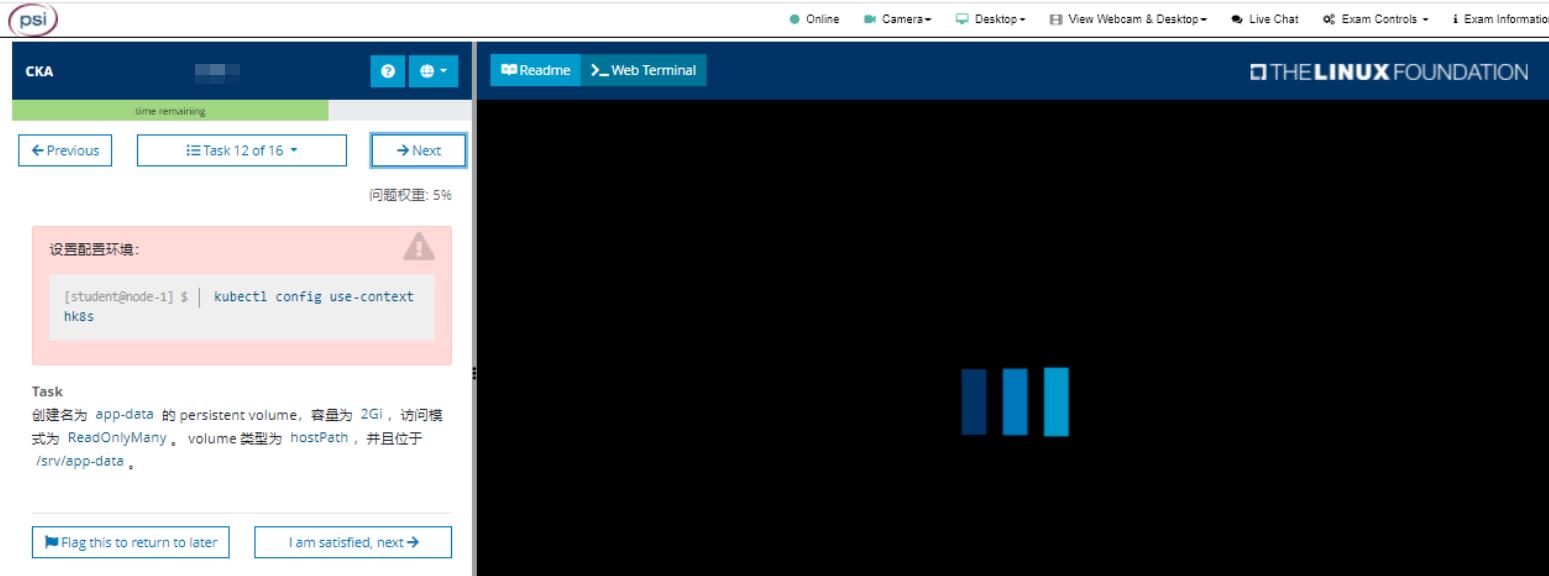 psi
Online Camera Desktop View Webcam & Desktop Live Chat Exam Controls Exam Informatio
CKA
Readme Web Terminal
THE LINUX FOUNDATION
time remaining
Previous
Task 12 of 16
Next
问题权重: 5%
设置配置环境:
[student@node-1] $ | kubectl config use-context
hk8s
Task
创建名为 app-data 的 persistent volume，容量为 2Gi ，访问模
式为 ReadOnlyMany 。 volume 类型为 hostPath ，并且位于
/srv/app-data 。
Flag this to return to later
I am satisfied, next